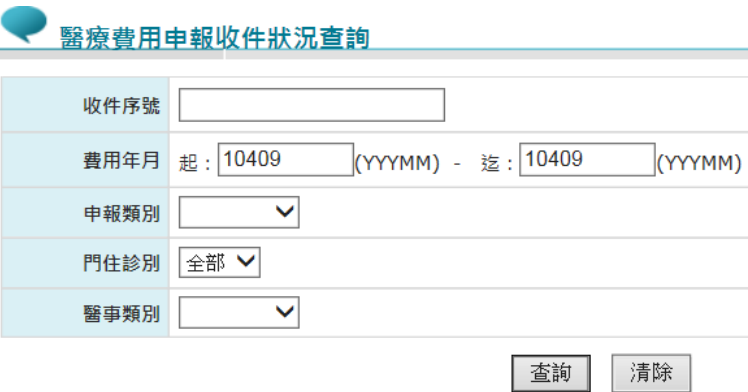 醫療費用申報收件狀況查詢
收件序號
費用年月 起：10409 (YYYMM) - 迄：10409 (YYYMM)
申報類別
門住診別 全部
醫事類別
查詢 清除